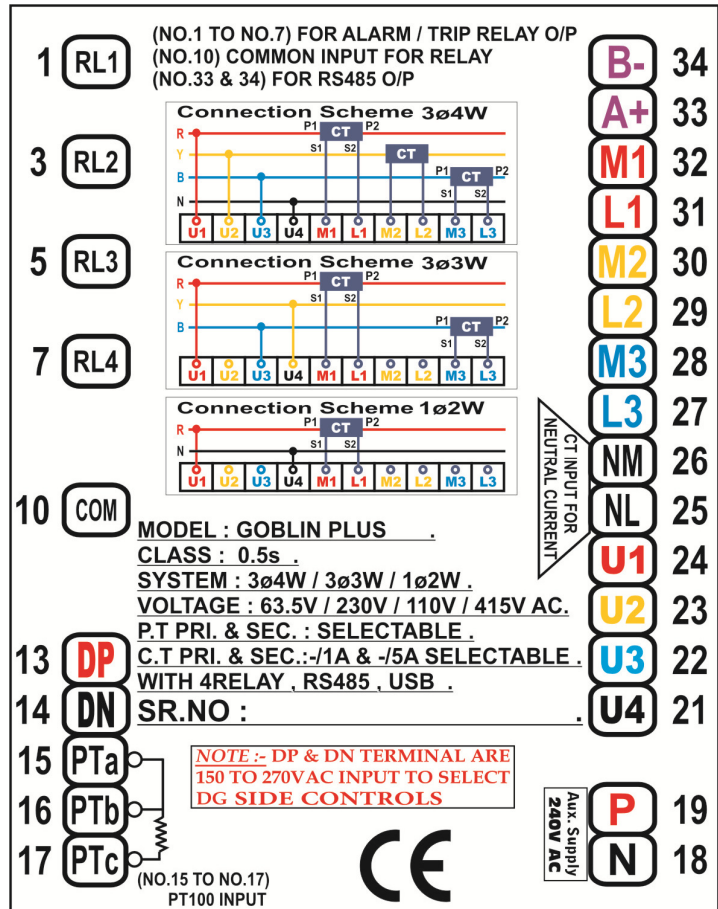 (NO.1 TO NO.7) FOR ALARM / TRIP RELAY O/P
(NO.10) COMMON INPUT FOR RELAY
(NO.33 & 34) FOR RS485 O/P
1 RL1
3 RL2
5 RL3
7 RL4
10 COM
Connection Scheme 3ø4W
P1 CT P2
R
S1 S2
Y
CT
P1 CT P2
B
S1 S2
N
U1 U2 U3 U4 M1 L1 M2 L2 M3 L3
Connection Scheme 3ø3W
P1 CT P2
R
S1 S2
Y
P1 CT P2
B
S1 S2
U1 U2 U3 U4 M1 L1 M2 L2 M3 L3
Connection Scheme 1ø2W
P1 CT P2
R
S1 S2
N
U1 U2 U3 U4 M1 L1 M2 L2 M3 L3
MODEL : GOBLIN PLUS .
CLASS : 0.5s .
SYSTEM : 3ø4W / 3ø3W / 1ø2W .
VOLTAGE : 63.5V / 230V / 110V / 415V AC.
P.T PRI. & SEC. : SELECTABLE .
C.T PRI. & SEC.:-/1A & -/5A SELECTABLE .
WITH 4RELAY , RS485 , USB .
SR.NO : .
13 DP
14 DN
15 PTa
16 PTb
17 PTc
(NO.15 TO NO.17)
PT100 INPUT
NOTE :- DP & DN TERMINAL ARE
150 TO 270VAC INPUT TO SELECT
DG SIDE CONTROLS
CE
B- 34
A+ 33
M1 32
L1 31
M2 30
L2 29
M3 28
L3 27
NM 26
NL 25
CT INPUT FOR
NEUTRAL CURRENT
U1 24
U2 23
U3 22
U4 21
Aux. Supply
240V AC
P 19
N 18